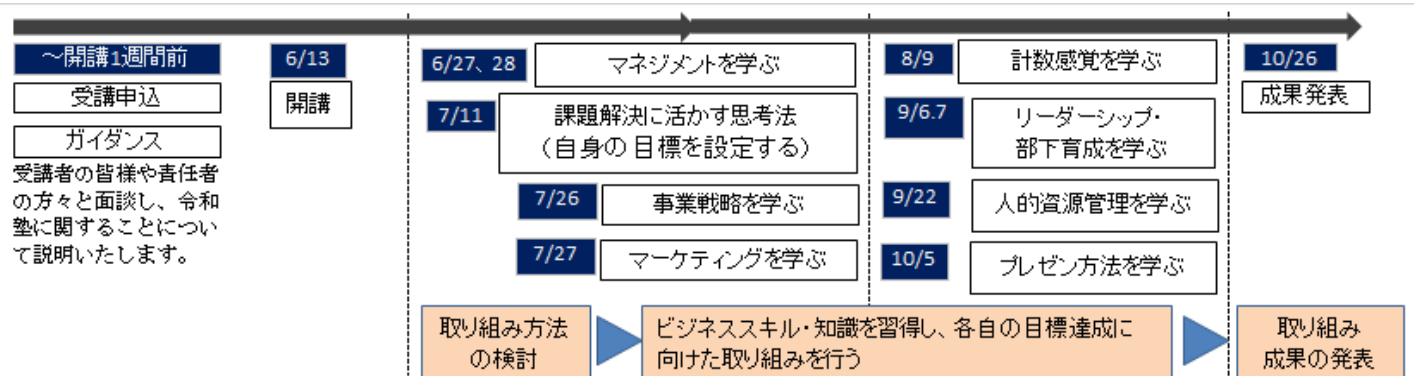 ～開講1週間前
受講申込
ガイダンス
受講者の皆様や責任者
の方々と面談し、令和
塾に関することについ
て説明いたします。
6/13
開講
6/27、28
マネジメントを学ぶ
7/11
課題解決に活かす思考法
（自身の目標を設定する）
7/26
事業戦略を学ぶ
7/27
マーケティングを学ぶ
8/9
計数感覚を学ぶ
9/6.7
リーダーシップ・
部下育成を学ぶ
9/22
人的資源管理を学ぶ
10/5
プレゼン方法を学ぶ
10/26
成果発表
取り組み方法
の検討
ビジネススキル・知識を習得し、各自の目標達成に
向けた取り組みを行う
取り組み
成果の発表